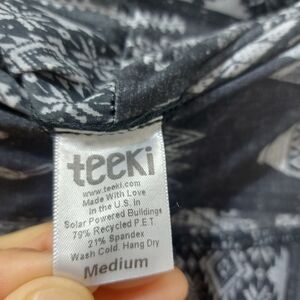 teeki
www.teeki.com
Made With Love
in the U.S. in
Solar Powered Buildings
79% Recycled P.E.T.
21% Spandex
Wash Cold. Hang Dry
Medium